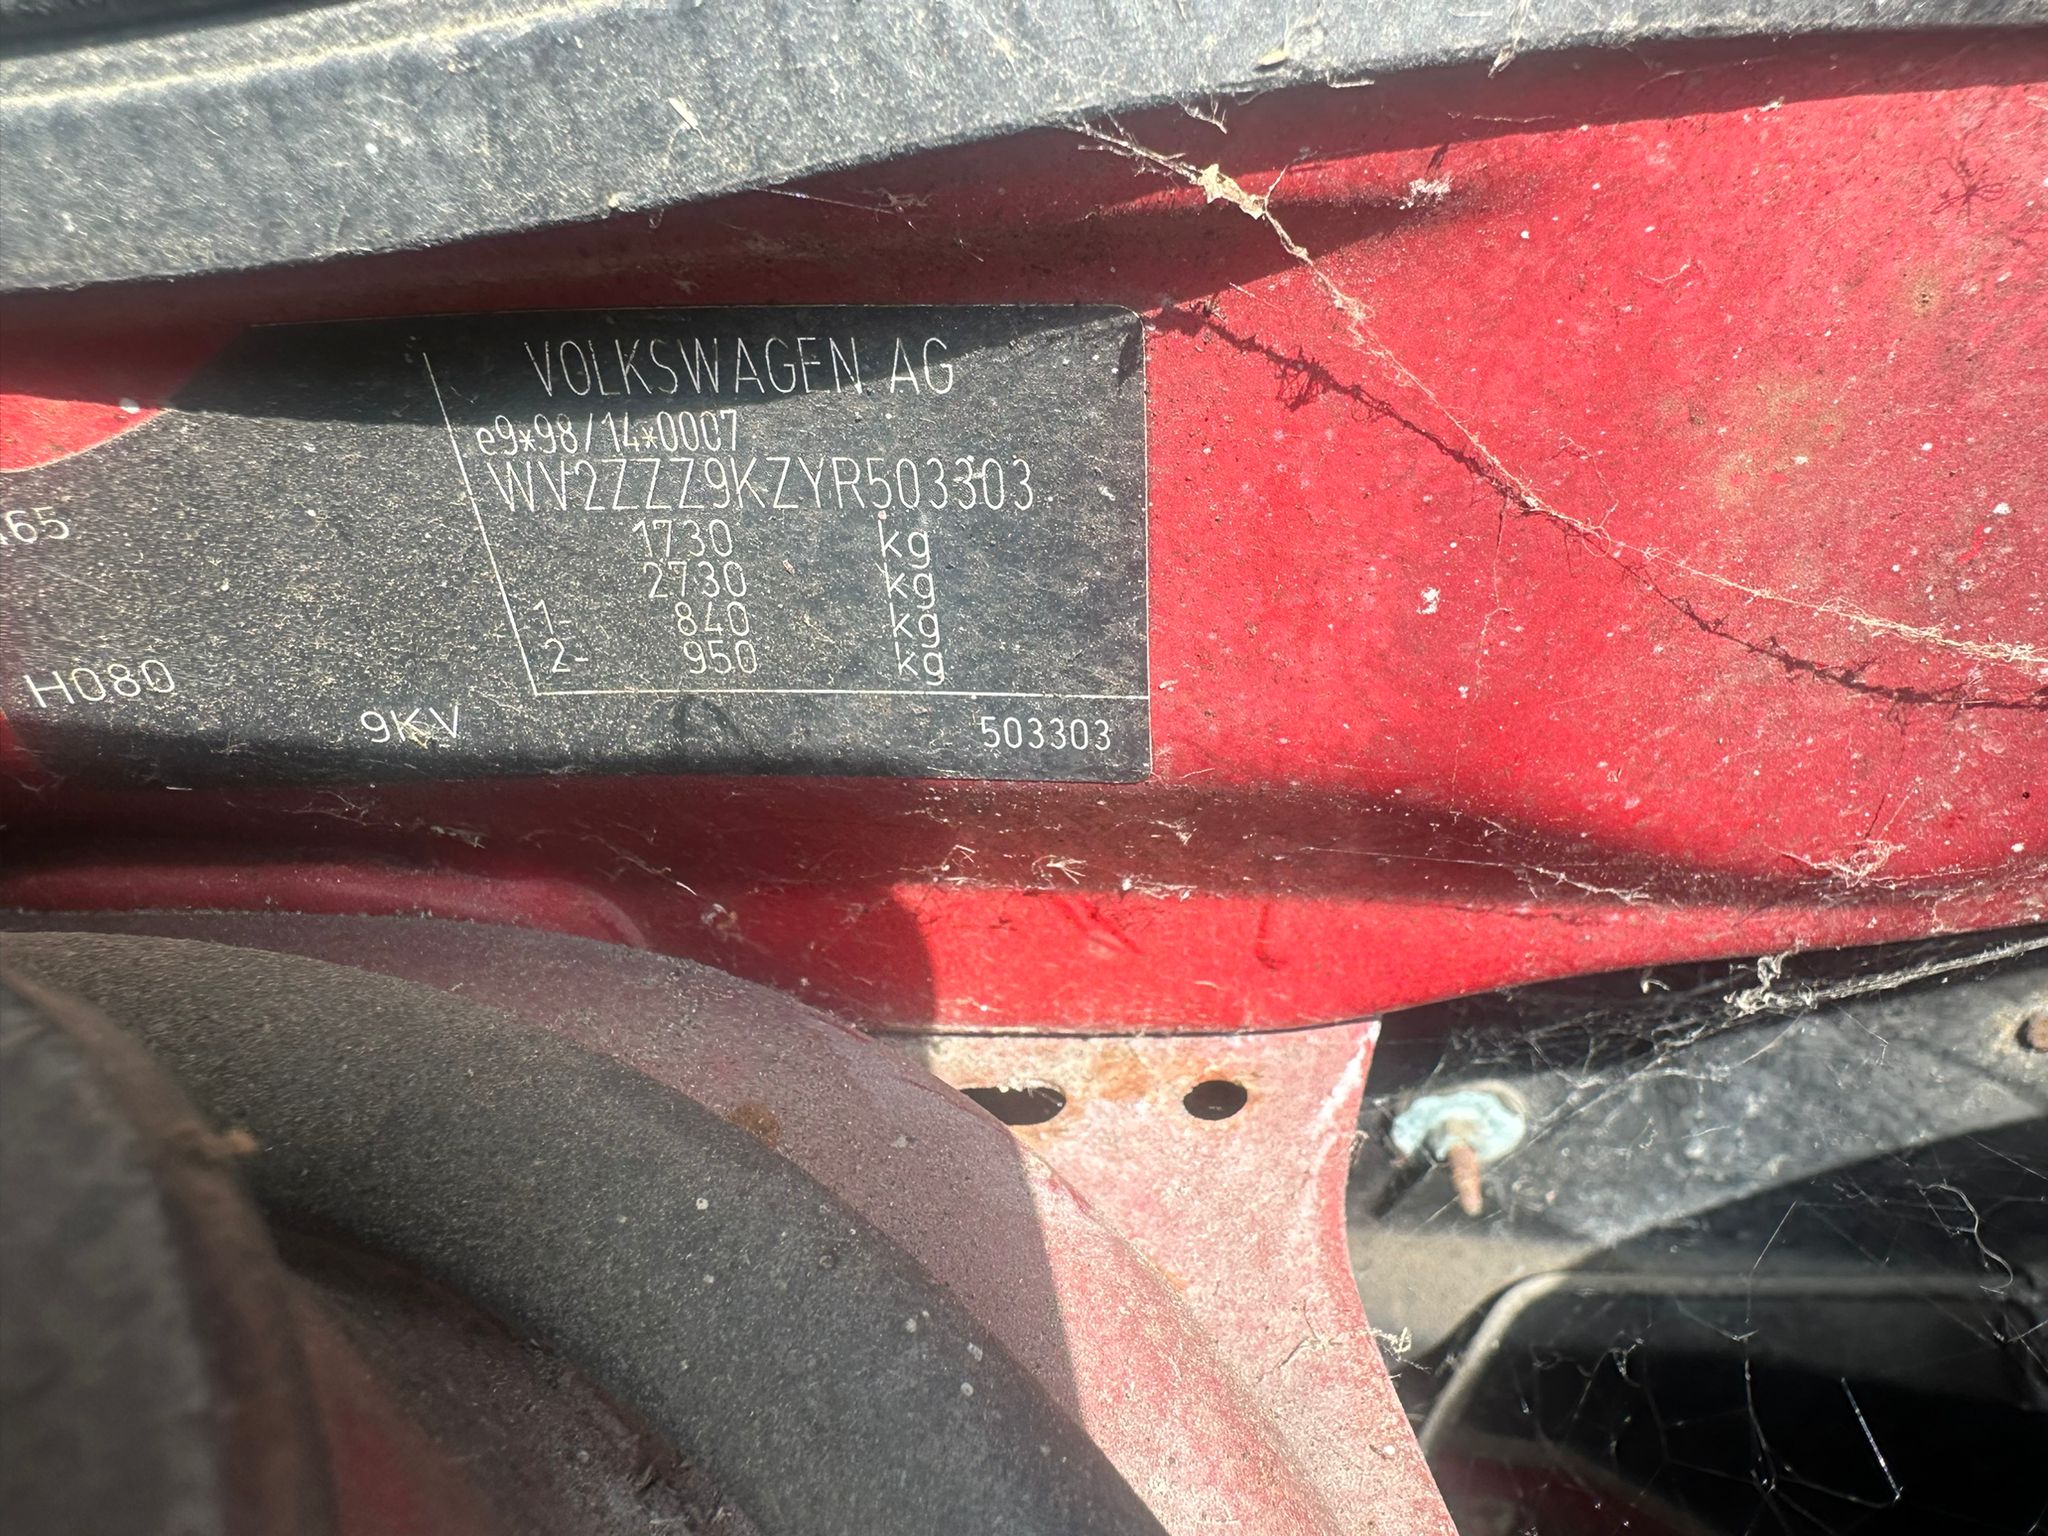 VOLKSWAGEN AG
e9*98/14*0007
WV2ZZZ9KZYR503303
1730 kg
2730 kg
1- 840 kg
2- 950 kg
65
H080
9KV 503303